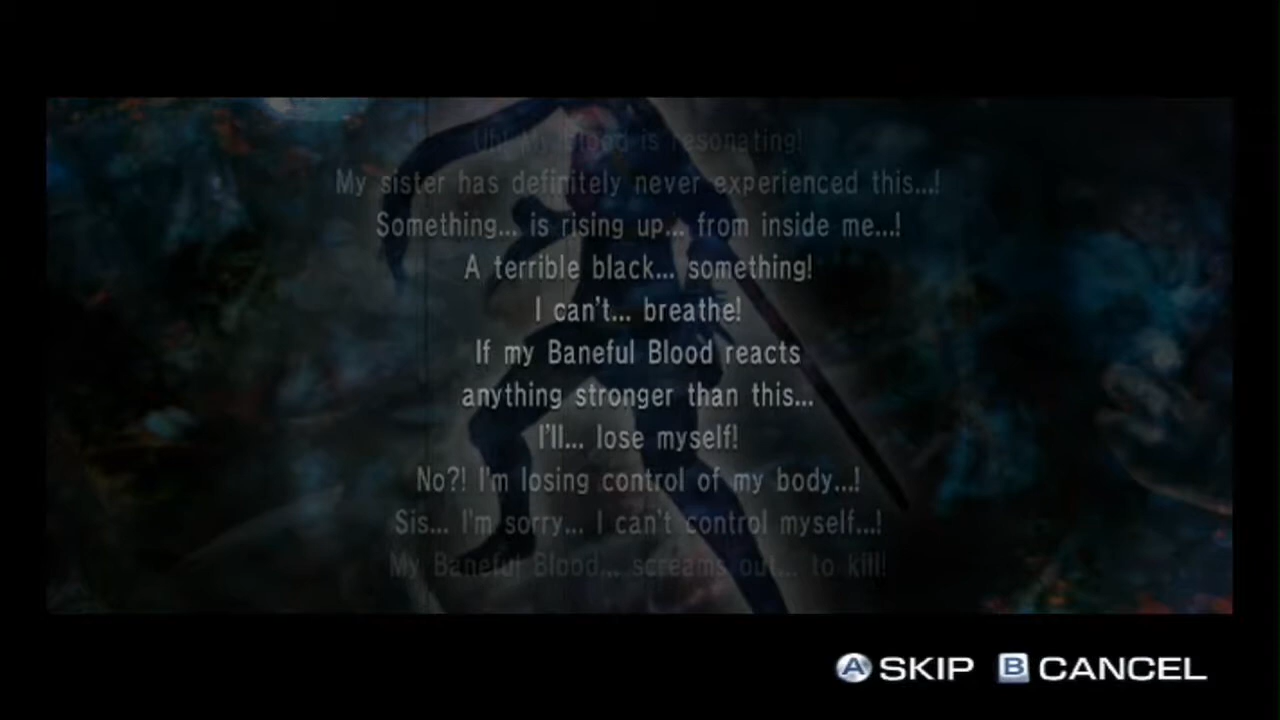 Uh! My Blood is resonating!
My sister has definitely never experienced this...!
Something... is rising up... from inside me...!
A terrible black... something!
I can't... breathe!
If my Baneful Blood reacts
anything stronger than this...
I'll... lose myself!
No?! I'm losing control of my body...!
Sis... I'm sorry... I can't control myself...!
My Baneful Blood... screams out... to kill!
A SKIP B CANCEL